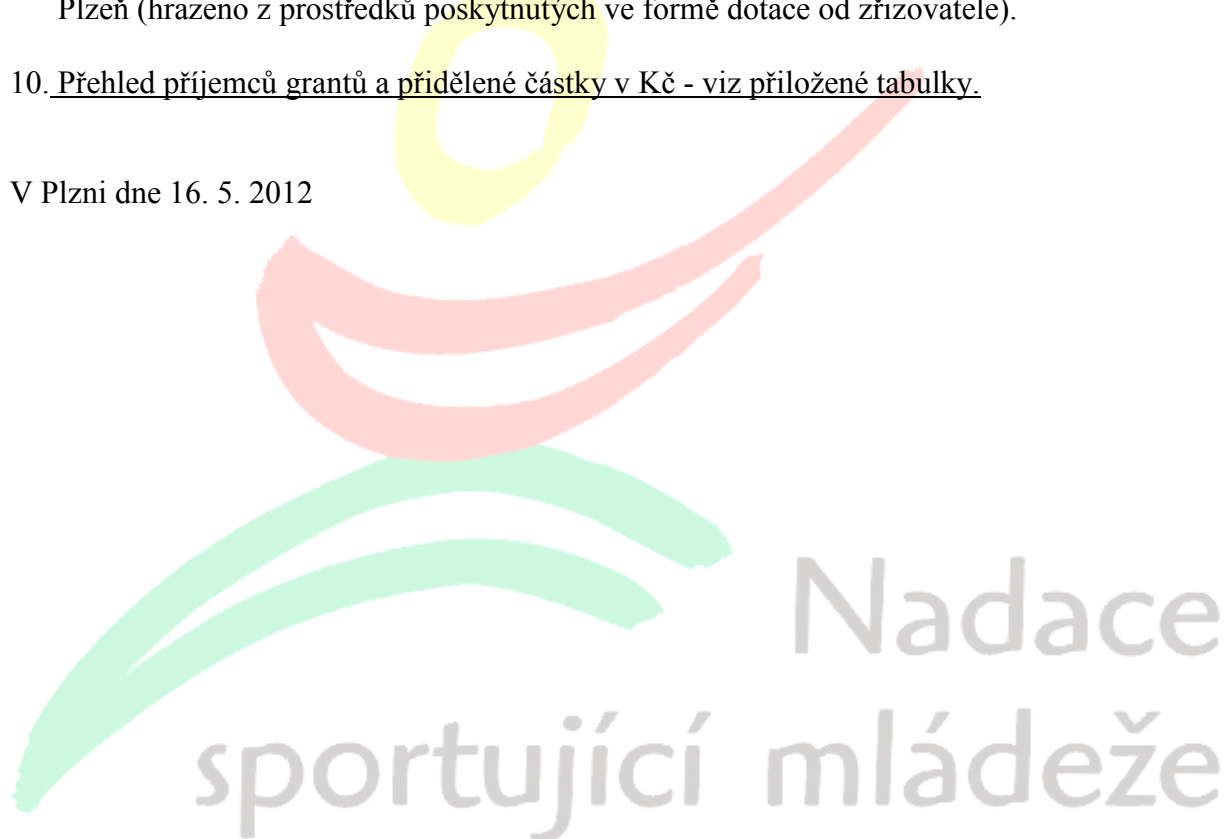 Plzeň (hrazeno z prostředků poskytnutých ve formě dotace od zřizovatele).
10. Přehled příjemců grantů a přidělené částky v Kč - viz přiložené tabulky.
V Plzni dne 16. 5. 2012
Nadace
sportující mládeže